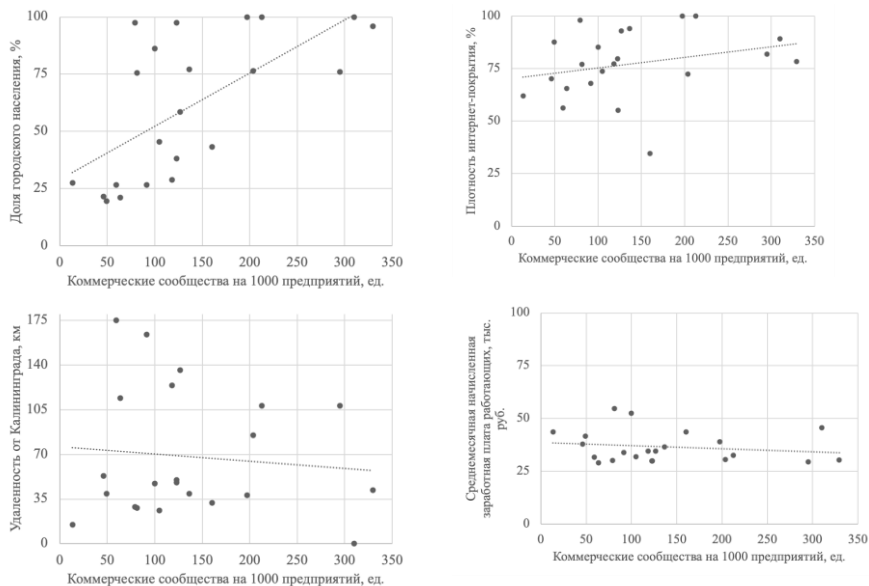 Доля городского населения, %
100
75
50
25
0
0 50 100 150 200 250 300 350
Коммерческие сообщества на 1000 предприятий, ед.
Плотность интернет-покрытия, %
100
75
50
25
0
0 50 100 150 200 250 300 350
Коммерческие сообщества на 1000 предприятий, ед.
Удаленность от Калининграда, км
175
140
105
70
35
0
0 50 100 150 200 250 300 350
Коммерческие сообщества на 1000 предприятий, ед.
Среднемесячная начисленная
заработная плата работающих, тыс.
руб.
100
75
50
25
0
0 50 100 150 200 250 300 350
Коммерческие сообщества на 1000 предприятий, ед.